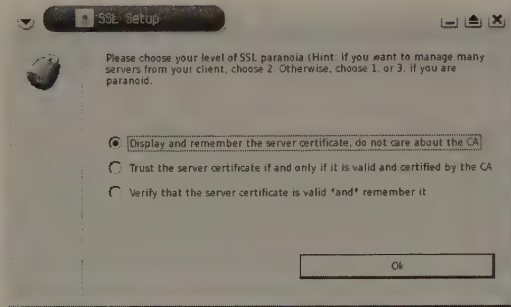 SSL Setup
Please choose your level of SSL paranoia (Hint: if you want to manage many
servers from your client, choose 2. Otherwise, choose 1, or 3, if you are
paranoid.
Display and remember the server certificate, do not care about the CA
Trust the server certificate if and only if it is valid and certified by the CA
Verify that the server certificate is valid *and* remember it
Ok